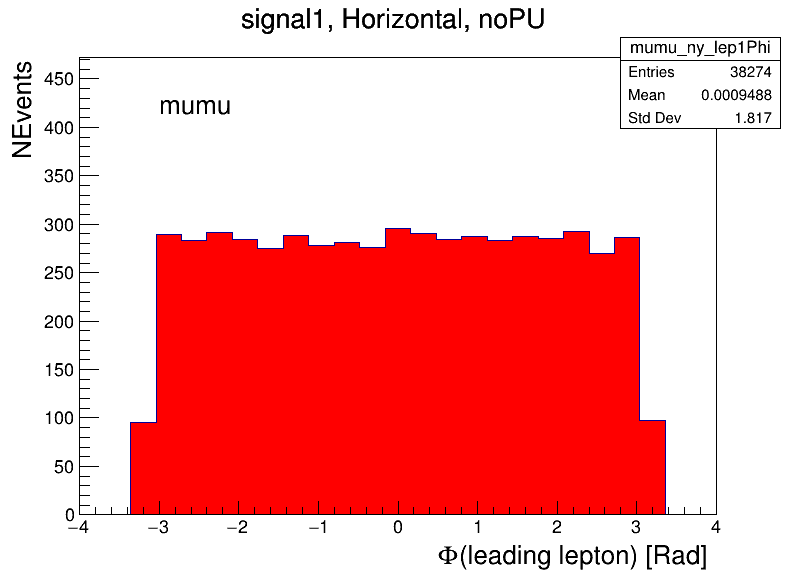 signal1, Horizontal, noPU
mumu_ny_lep1Phi
Entries 38274
Mean 0.0009488
Std Dev 1.817
mumu
NEvents
450
400
350
300
250
200
150
100
50
0
−4 −3 −2 −1 0 1 2 3 4
Φ(leading lepton) [Rad]